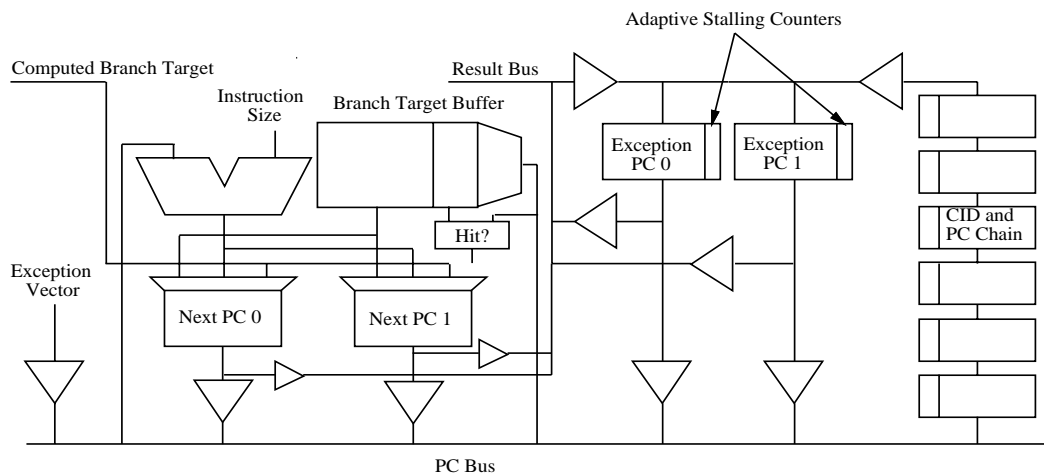 Adaptive Stalling Counters
Computed Branch Target
Result Bus
Instruction
Size
Branch Target Buffer
Exception
PC 0
Exception
PC 1
CID and
PC Chain
Hit?
Exception
Vector
Next PC 0
Next PC 1
PC Bus